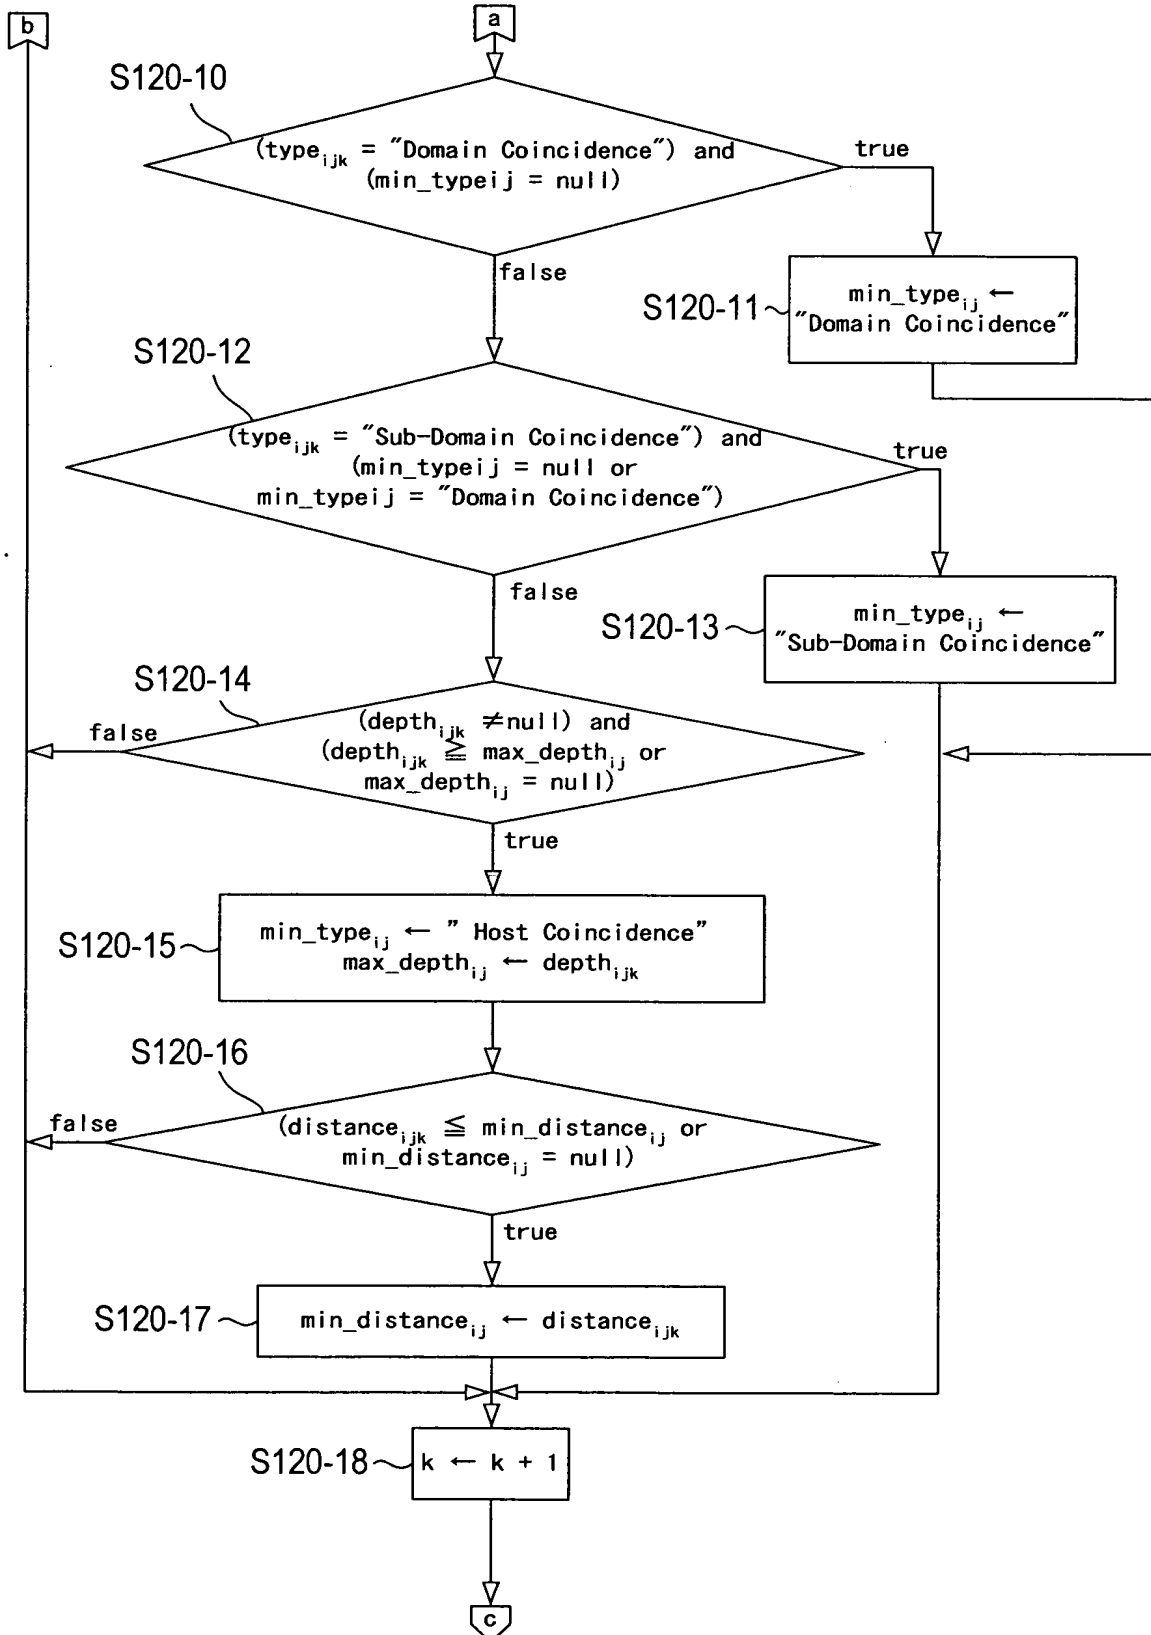 b
a
S120-10
(type_ijk = "Domain Coincidence") and
(min_typeij = null)
true
false
S120-11
min_type_ij ←
"Domain Coincidence"
S120-12
(type_ijk = "Sub-Domain Coincidence") and
(min_typeij = null or
min_typeij = "Domain Coincidence")
true
false
S120-13
min_type_ij ←
"Sub-Domain Coincidence"
S120-14
false
(depth_ijk ≠null) and
(depth_ijk ≧ max_depth_ij or
max_depth_ij = null)
true
S120-15
min_type_ij ← " Host Coincidence"
max_depth_ij ← depth_ijk
S120-16
false
(distance_ijk ≦ min_distance_ij or
min_distance_ij = null)
true
S120-17
min_distance_ij ← distance_ijk
S120-18
k ← k + 1
c